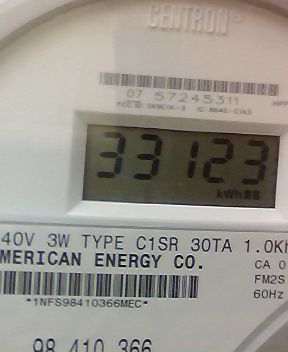 CENTRON
07 57245311
33123
kWh
40V 3W TYPE C1SR 30TA 1.0Kh
MERICAN ENERGY CO.
CA 0
FM2S
60Hz
*1NFS98410366MEC*
98 410 366